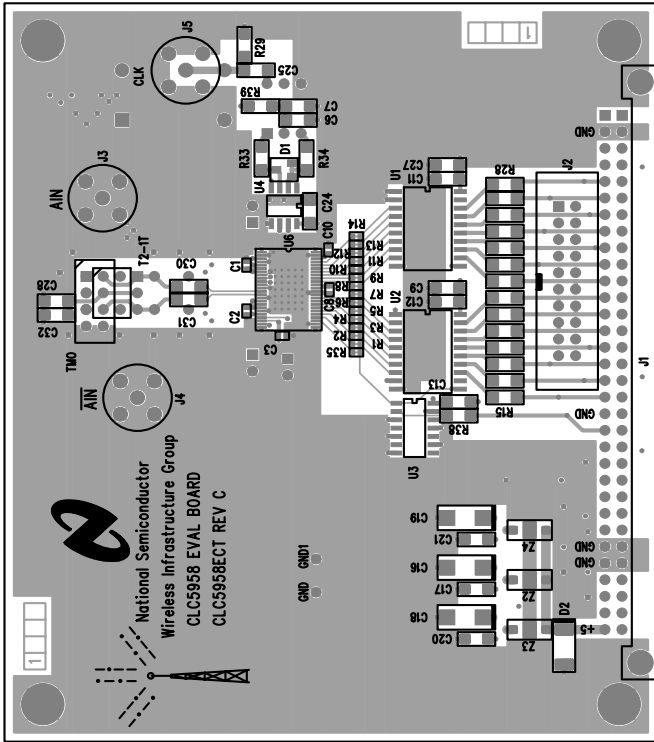 J5
R29
CLK
C25
R39
C7
C6
GND
J3
AIN
R33
D1
R34
U4
C24
C27
C11
U1
R28
J2
T2-1T
U6
C10
R14
R12
R13
R10
R11
C1
C30
R8
R9
C28
C8
R6
R7
U2
C9
C12
C32
C31
C2
R4
R5
R2
R3
C3
R35
R1
TMO
J1
AIN
J4
C13
R15
R38
GND
U3
National Semiconductor
Wireless Infrastructure Group
CLC5958 EVAL BOARD
CLC5958ECT REV C
GND1
GND
C19
C21
Z4
GND
C16
C17
Z2
GND
C18
C20
Z3
D2
+5
1
1